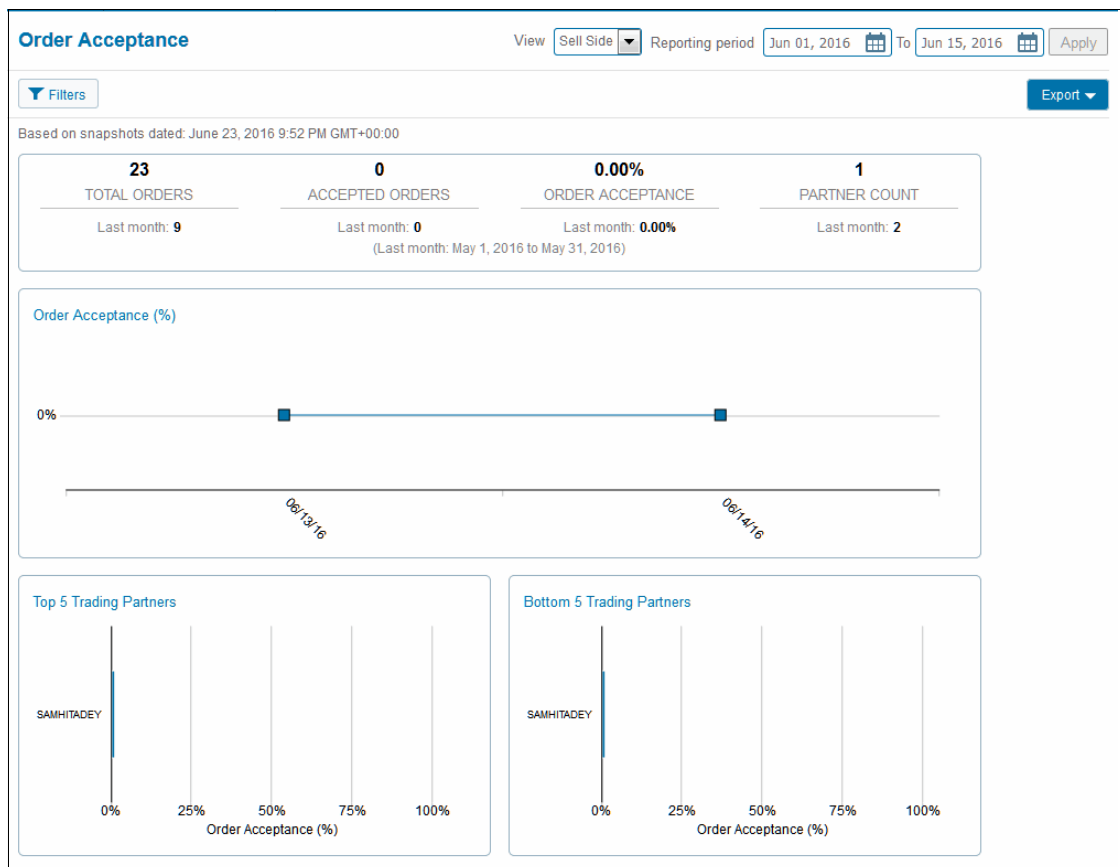 Order Acceptance
View Sell Side Reporting period Jun 01, 2016 To Jun 15, 2016 Apply
Filters
Export
Based on snapshots dated: June 23, 2016 9:52 PM GMT+00:00
23 0 0.00% 1
TOTAL ORDERS ACCEPTED ORDERS ORDER ACCEPTANCE PARTNER COUNT
Last month: 9 Last month: 0 Last month: 0.00% Last month: 2
(Last month: May 1, 2016 to May 31, 2016)
Order Acceptance (%)
0%
06/13/16 06/14/16
Top 5 Trading Partners
SAMHITADEY
0% 25% 50% 75% 100%
Order Acceptance (%)
Bottom 5 Trading Partners
SAMHITADEY
0% 25% 50% 75% 100%
Order Acceptance (%)